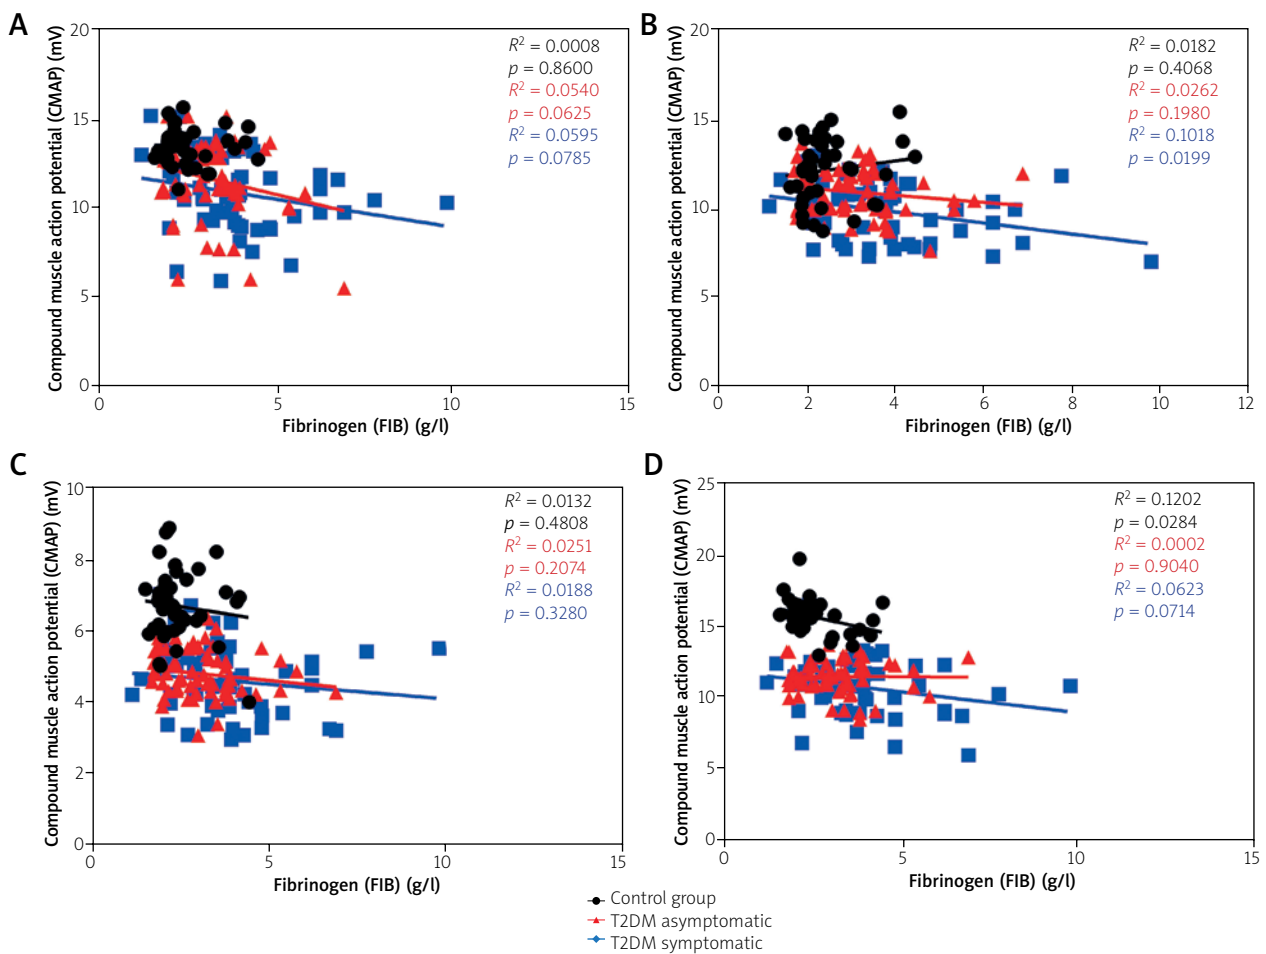 A
Compound muscle action potential (CMAP) (mV)
20
15
10
5
0
0
5
10
15
Fibrinogen (FIB) (g/l)
R² = 0.0008
p = 0.8600
R² = 0.0540
p = 0.0625
R² = 0.0595
p = 0.0785
B
Compound muscle action potential (CMAP) (mV)
20
15
10
5
0
0
2
4
6
8
10
12
Fibrinogen (FIB) (g/l)
R² = 0.0182
p = 0.4068
R² = 0.0262
p = 0.1980
R² = 0.1018
p = 0.0199
C
Compound muscle action potential (CMAP) (mV)
10
8
6
4
2
0
0
5
10
15
Fibrinogen (FIB) (g/l)
R² = 0.0132
p = 0.4808
R² = 0.0251
p = 0.2074
R² = 0.0188
p = 0.3280
D
Compound muscle action potential (CMAP) (mV)
25
20
15
10
5
0
0
5
10
15
Fibrinogen (FIB) (g/l)
R² = 0.1202
p = 0.0284
R² = 0.0002
p = 0.9040
R² = 0.0623
p = 0.0714
Control group
T2DM asymptomatic
T2DM symptomatic